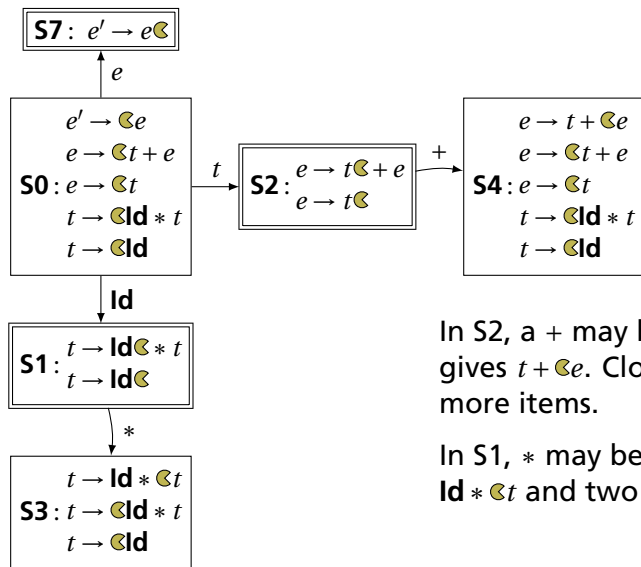 S7 : e′ → e
e
e′ → e
e → t + e
S0 : e → t
t → Id ∗ t
t → Id
t
S2 : e → t + e
e → t
+
e → t + e
e → t + e
S4 : e → t
t → Id ∗ t
t → Id
Id
S1 : t → Id ∗ t
t → Id
∗
t → Id ∗ t
S3 : t → Id ∗ t
t → Id
In S2, a + may
gives t + e. Clo
more items.
In S1, ∗ may be
Id ∗ t and two